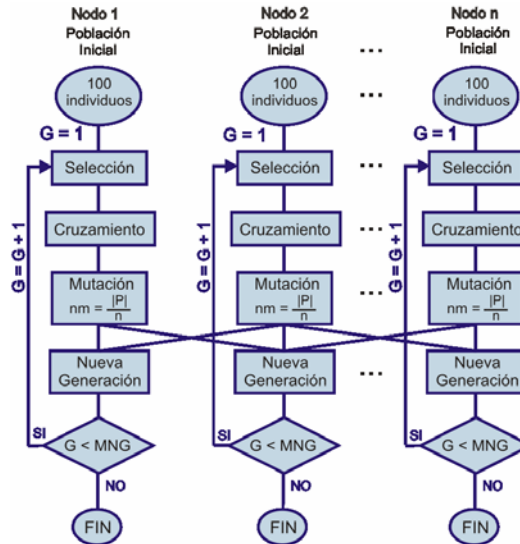 Nodo 1
Población
Inicial
100
individuos
G = 1
Selección
Cruzamiento
Mutación
nm = |P|
n
Nueva
Generación
G < MNG
SI
NO
FIN
G = G + 1
Nodo 2
Población
Inicial
100
individuos
G = 1
Selección
Cruzamiento
Mutación
nm = |P|
n
Nueva
Generación
G < MNG
SI
NO
FIN
G = G + 1
...
...
...
...
...
...
Nodo n
Población
Inicial
100
individuos
G = 1
Selección
Cruzamiento
Mutación
nm = |P|
n
Nueva
Generación
G < MNG
SI
NO
FIN
G = G + 1